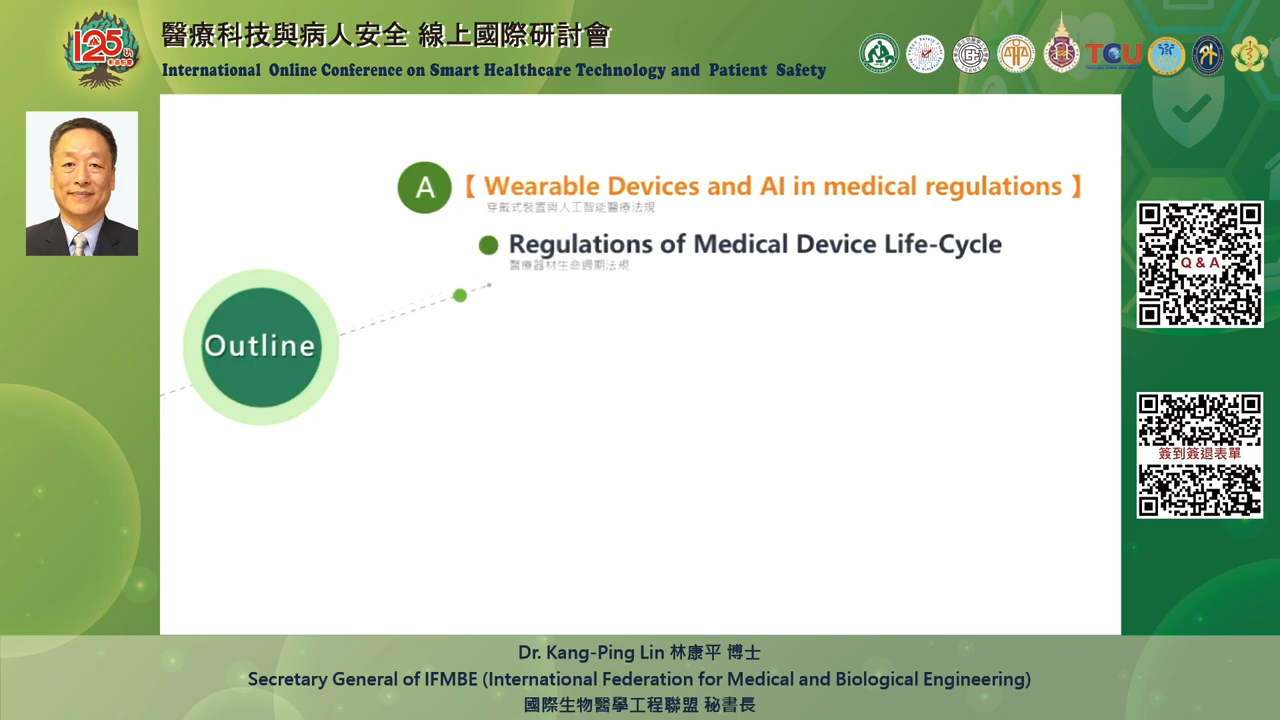 125
醫療科技與病人安全 線上國際研討會
International Online Conference on Smart Healthcare Technology and Patient Safety
TCU
A
【 Wearable Devices and AI in medical regulations 】
穿戴式裝置與人工智能醫療法規
Regulations of Medical Device Life-Cycle
醫療器材生命週期法規
Outline
Q & A
簽到簽退表單
Dr. Kang-Ping Lin 林康平 博士
Secretary General of IFMBE (International Federation for Medical and Biological Engineering)
國際生物醫學工程聯盟 秘書長